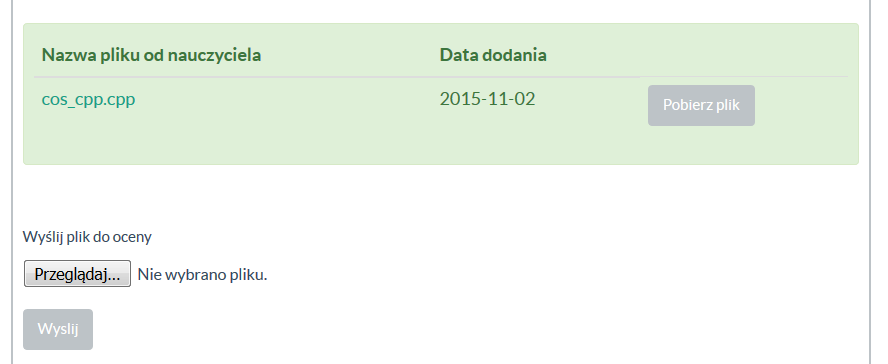 Nazwa pliku od nauczyciela Data dodania
cos_cpp.cpp 2015-11-02 Pobierz plik
Wyślij plik do oceny
Przeglądaj... Nie wybrano pliku.
Wyslij